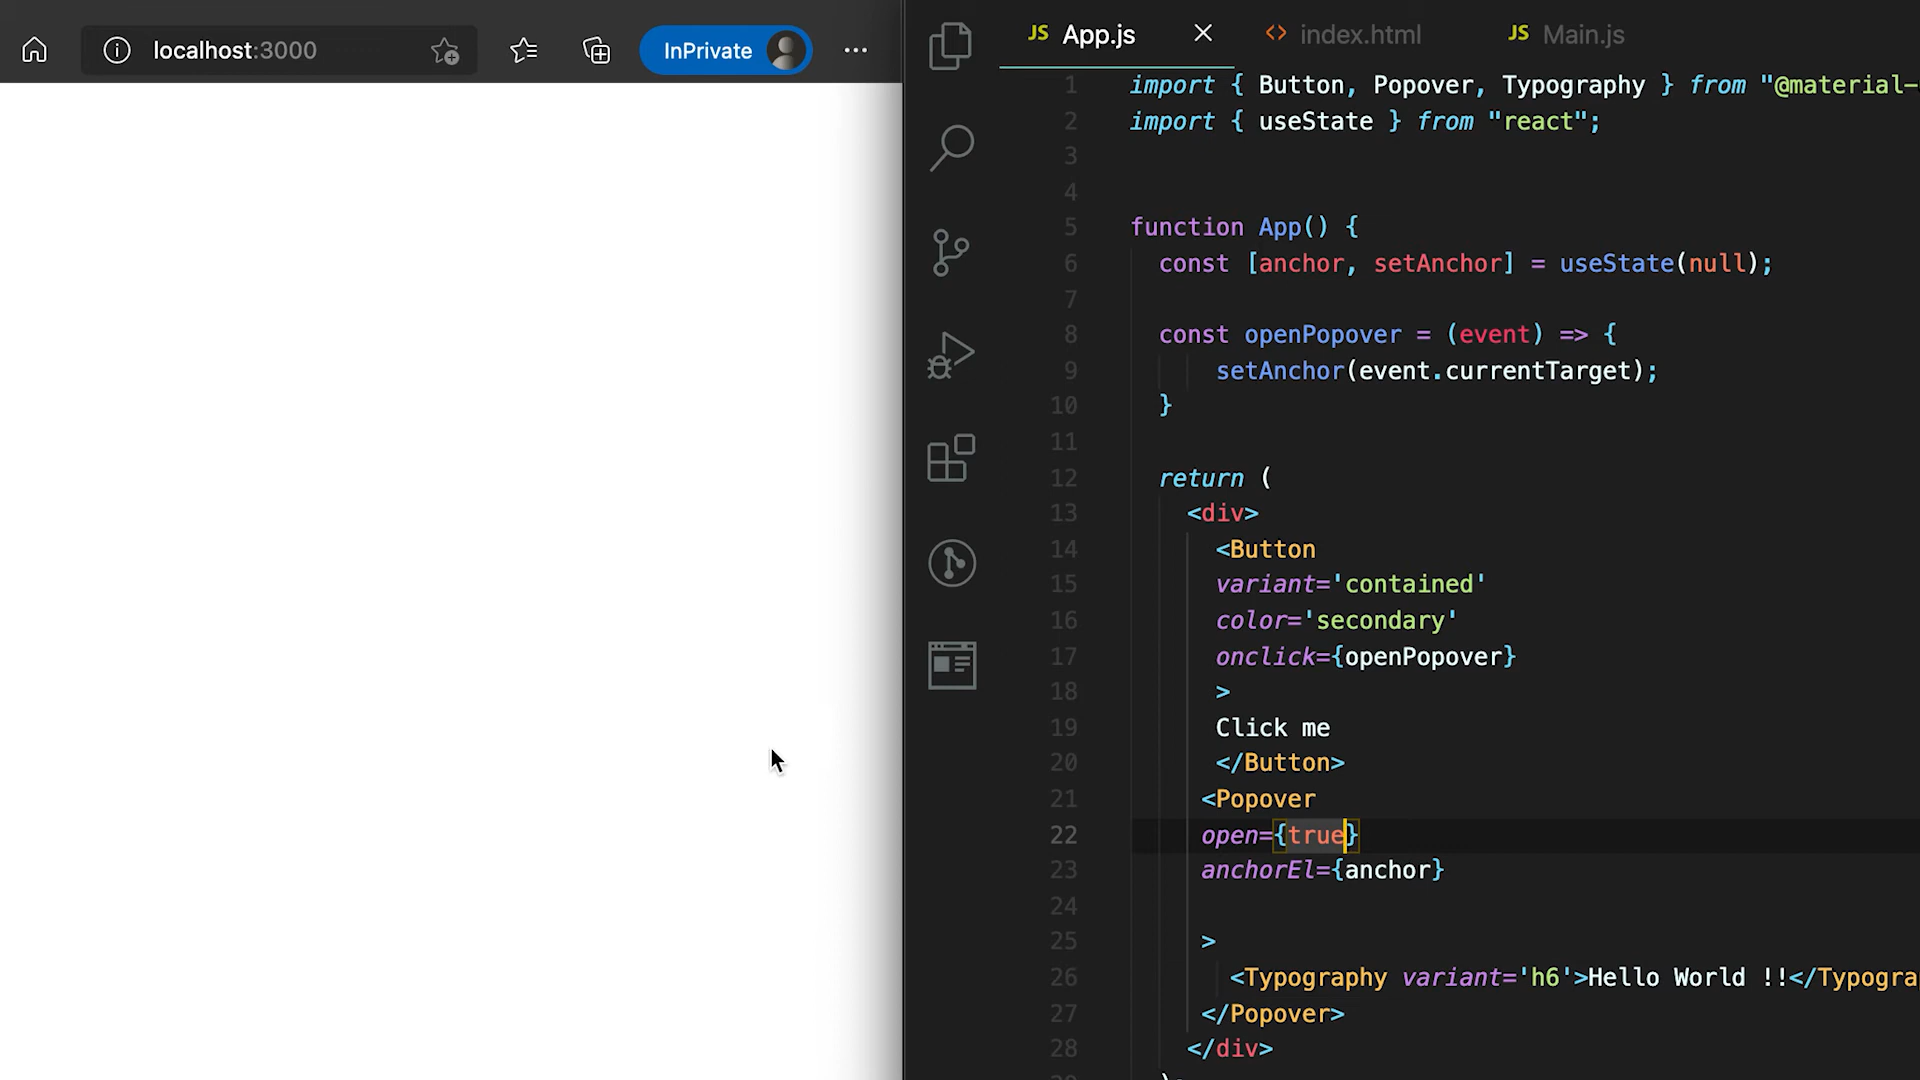 localhost:3000
InPrivate
JS App.js
index.html
JS Main.js
1 import { Button, Popover, Typography } from "@material-
2 import { useState } from "react";
3
4
5 function App() {
6 const [anchor, setAnchor] = useState(null);
7
8 const openPopover = (event) => {
9 setAnchor(event.currentTarget);
10 }
11
12 return (
13 <div>
14 <Button
15 variant='contained'
16 color='secondary'
17 onclick={openPopover}
18 >
19 Click me
20 </Button>
21 <Popover
22 open={true}
23 anchorEl={anchor}
24
25 >
26 <Typography variant='h6'>Hello World !!</Typogra
27 </Popover>
28 </div>